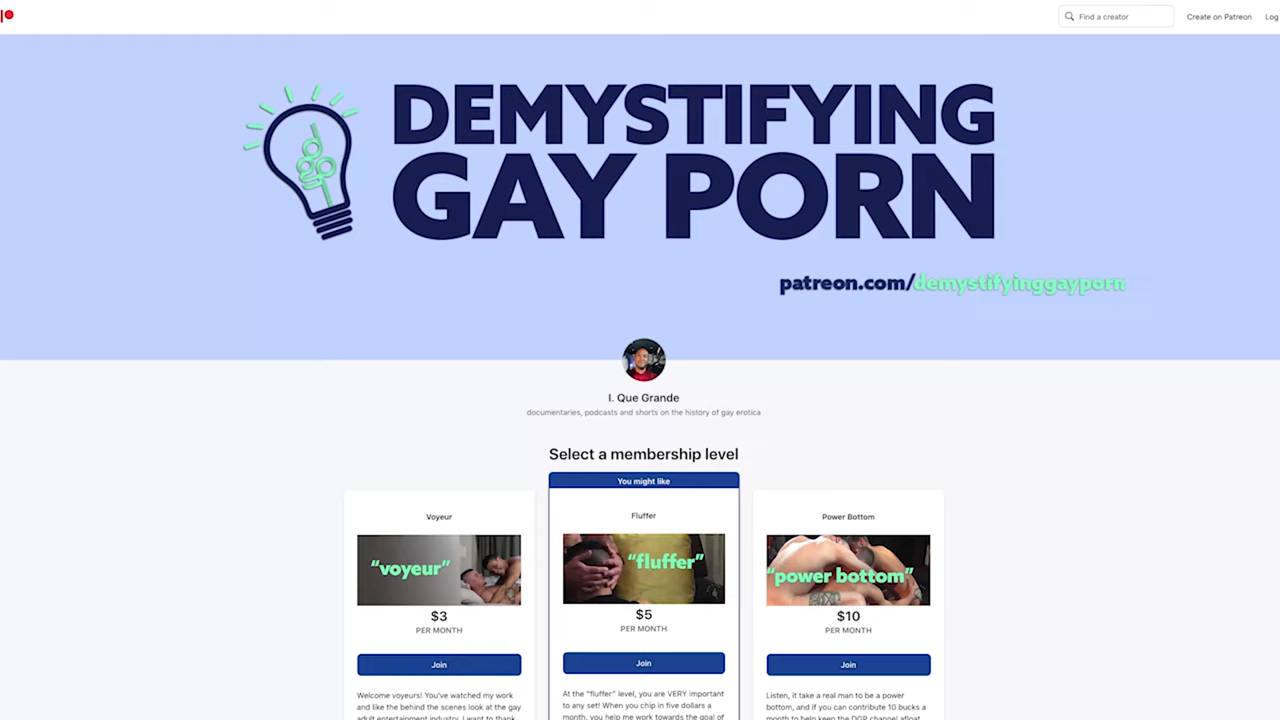 Find a creator
Create on Patreon
Log
DEMYSTIFYING
GAY PORN
dgp
patreon.com/demystifyinggayporn
I. Que Grande
documentaries, podcasts and shorts on the history of gay erotica
Select a membership level
You might like
Voyeur
Fluffer
Power Bottom
"voyeur"
"fluffer"
"power bottom"
$3
$5
$10
PER MONTH
PER MONTH
PER MONTH
Join
Join
Join
Welcome voyeurs! You've watched my work
and like the behind the scenes look at the gay
adult entertainment industry. I want to thank
At the "fluffer" level, you are VERY important
to any set! When you chip in five dollars a
month, you help me work towards the goal of
Listen, it take a real man to be a power
bottom, and if you can contribute 10 bucks a
month to help keep the DGP channel afloat